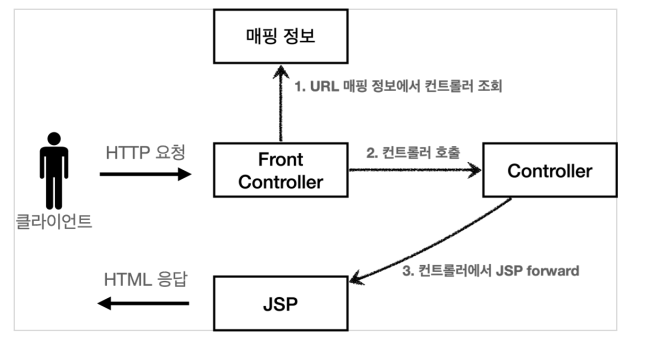 매핑 정보
1. URL 매핑 정보에서 컨트롤러 조회
HTTP 요청
Front
Controller
2. 컨트롤러 호출
Controller
클라이언트
3. 컨트롤러에서 JSP forward
HTML 응답
JSP